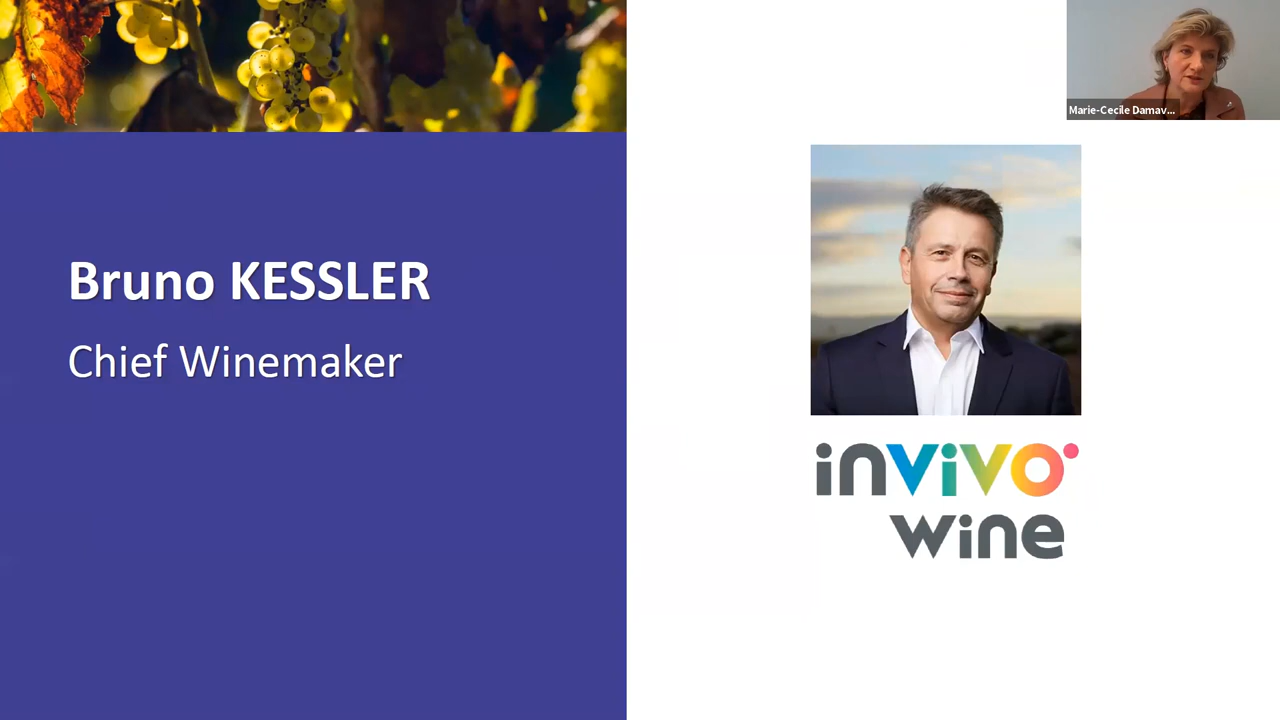 Bruno KESSLER
Chief Winemaker
Marie-Cecile Damav...
invivo
wine